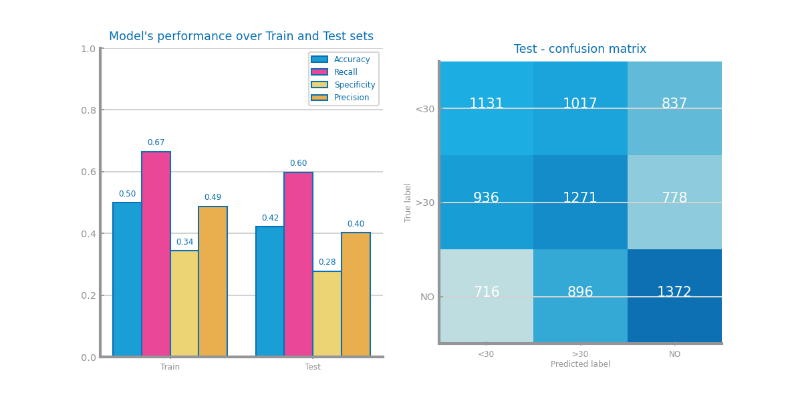 Model's performance over Train and Test sets
1.0
0.8
0.6
0.4
0.2
0.0
Accuracy
Recall
Specificity
Precision
0.50
0.67
0.34
0.49
0.42
0.60
0.28
0.40
Train
Test
Test - confusion matrix
True label
<30
>30
NO
1131 1017 837
936 1271 778
716 896 1372
<30 >30 NO
Predicted label